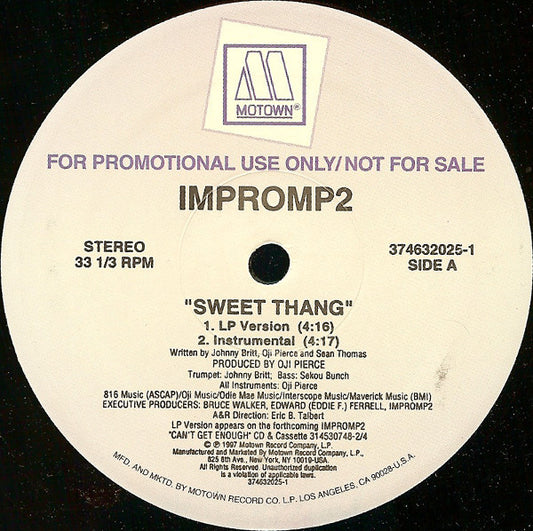 MOTOWN®
FOR PROMOTIONAL USE ONLY/NOT FOR SALE
IMPROMP2
STEREO
33 1/3 RPM
374632025-1
SIDE A
"SWEET THANG"
1. LP Version (4:16)
2. Instrumental (4:17)
Written by Johnny Britt, Oji Pierce and Sean Thomas
PRODUCED BY OJI PIERCE
Trumpet: Johnny Britt; Bass: Sekou Bunch
All Instruments: Oji Pierce
816 Music (ASCAP)/Oji Music/Odie Mae Music/Interscope Music/Maverick Music (BMI)
EXECUTIVE PRODUCERS: BRUCE WALKER, EDWARD (EDDIE F.) FERRELL, IMPROMP2
A&R Direction: Eric B. Talbert
LP Version appears on the forthcoming IMPROMP2
"CAN'T GET ENOUGH" CD & Cassette 314530748-2/4
© ℗ 1997 Motown Record Company, L.P.
Manufactured and Marketed By Motown Record Company, L.P.,
825 8th Ave., New York, NY 10019-USA.
All Rights Reserved. Unauthorized duplication
is a violation of applicable laws.
374632025-1
MFD. AND MKTD. BY MOTOWN RECORD CO. L.P. LOS ANGELES, CA 90028-U.S.A.